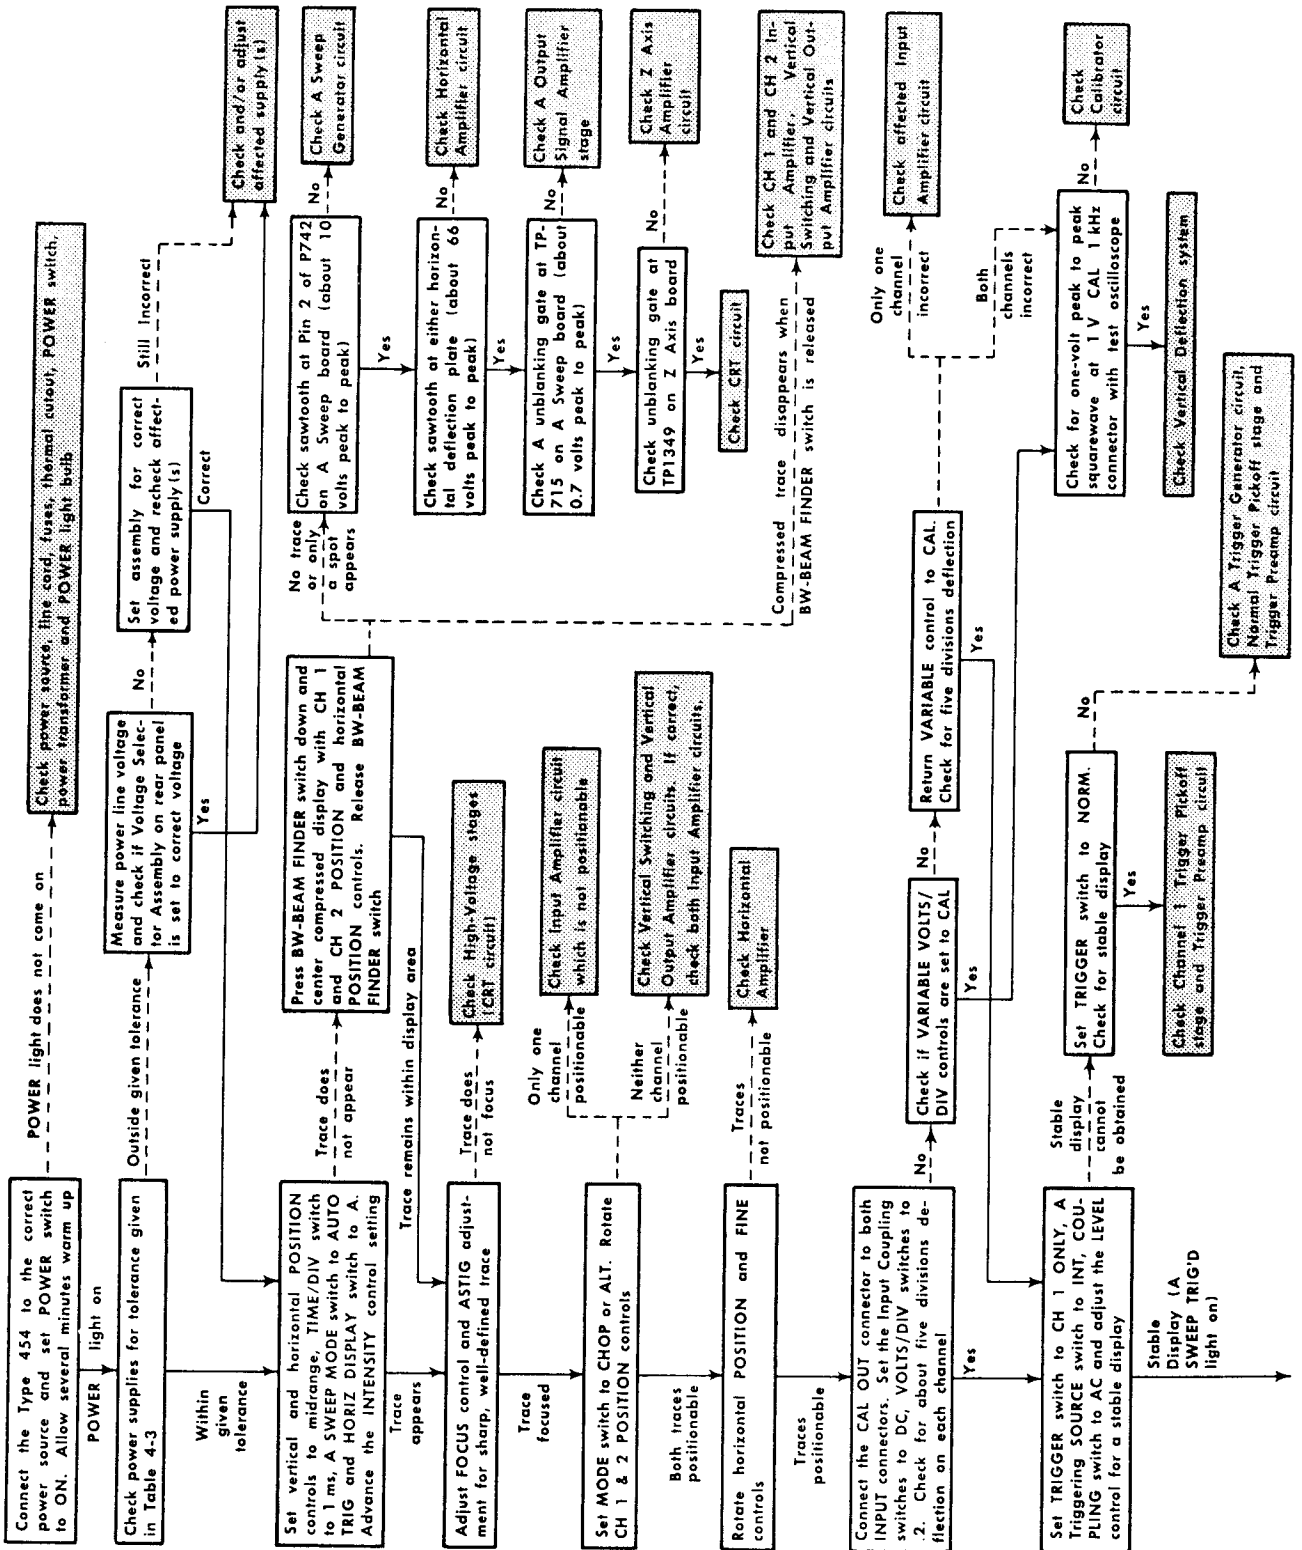 Connect the Type 454 to the correct
power source and set POWER switch
to ON. Allow several minutes warm up
POWER light does not come on
Check power source, line cord, fuses, thermal cutout, POWER switch,
power transformer and POWER light bulb
POWER light on
Check power supplies for tolerance given
in Table 4-3
Outside given tolerance
Measure power line voltage
and check if Voltage Selec-
tor Assembly on rear panel
is set to correct voltage
No
Set assembly for correct
voltage and recheck affect-
ed power supply(s)
Still Incorrect
Check and/or adjust
affected supply(s)
Yes
Correct
Within
given
tolerance
Set vertical and horizontal POSITION
controls to midrange, TIME/DIV switch
to 1 ms, A SWEEP MODE switch to AUTO
TRIG and HORIZ DISPLAY switch to A.
Advance the INTENSITY control setting
Trace does
not appear
Press BW-BEAM FINDER switch down and
center compressed display with CH 1
and CH 2 POSITION and horizontal
POSITION controls. Release BW-BEAM
FINDER switch
No trace
or only
a spot
appears
Check sawtooth at Pin 2 of P742
on A Sweep board (about 10
volts peak to peak)
No
Check A Sweep
Generator circuit
Yes
Check sawtooth at either horizon-
tal deflection plate (about 66
volts peak to peak)
No
Check Horizontal
Amplifier circuit
Yes
Check A unblanking gate at TP-
715 on A Sweep board (about
0.7 volts peak to peak)
No
Check A Output
Signal Amplifier
stage
Yes
Check unblanking gate at
TP1349 on Z Axis board
No
Check Z Axis
Amplifier
circuit
Yes
Check CRT circuit
Compressed trace disappears when
BW-BEAM FINDER switch is released
Check CH 1 and CH 2 In-
put Amplifier, Vertical
Switching and Vertical Out-
put Amplifier circuits
Trace remains within display area
Trace
appears
Adjust FOCUS control and ASTIG adjust-
ment for sharp, well-defined trace
Trace does
not focus
Check High-Voltage stages
(CRT circuit)
Trace
focused
Set MODE switch to CHOP or ALT. Rotate
CH 1 & 2 POSITION controls
Only one
channel
positionable
Check Input Amplifier circuit
which is not positionable
Neither
channel
positionable
Check Vertical Switching and Vertical
Output Amplifier circuits. If correct,
check both Input Amplifier circuits.
Both traces
positionable
Rotate horizontal POSITION and FINE
controls
Traces
not positionable
Check Horizontal
Amplifier
Traces
positionable
Connect the CAL OUT connector to both
INPUT connectors. Set the Input Coupling
switches to DC, VOLTS/DIV switches to
.2. Check for about five divisions de-
flection on each channel
No
Check if VARIABLE VOLTS/
DIV controls are set to CAL
No
Return VARIABLE control to CAL.
Check for five divisions deflection
Only one
channel
incorrect
Check affected Input
Amplifier circuit
Both
channels
incorrect
Yes
Yes
Check for one-volt peak to peak
squarewave at 1 V CAL 1 kHz
connector with test oscilloscope
No
Check
Calibrator
circuit
Yes
Check Vertical Deflection system
Yes
Set TRIGGER switch to CH 1 ONLY, A
Triggering SOURCE switch to INT, COU-
PLING switch to AC and adjust the LEVEL
control for a stable display
Stable
display
cannot
be obtained
Set TRIGGER switch to NORM.
Check for stable display
No
Check A Trigger Generator circuit,
Normal Trigger Pickoff stage and
Trigger Preamp circuit
Yes
Check Channel 1 Trigger Pickoff
stage and Trigger Preamp circuit
Stable
Display (A
SWEEP TRIG'D
light on)